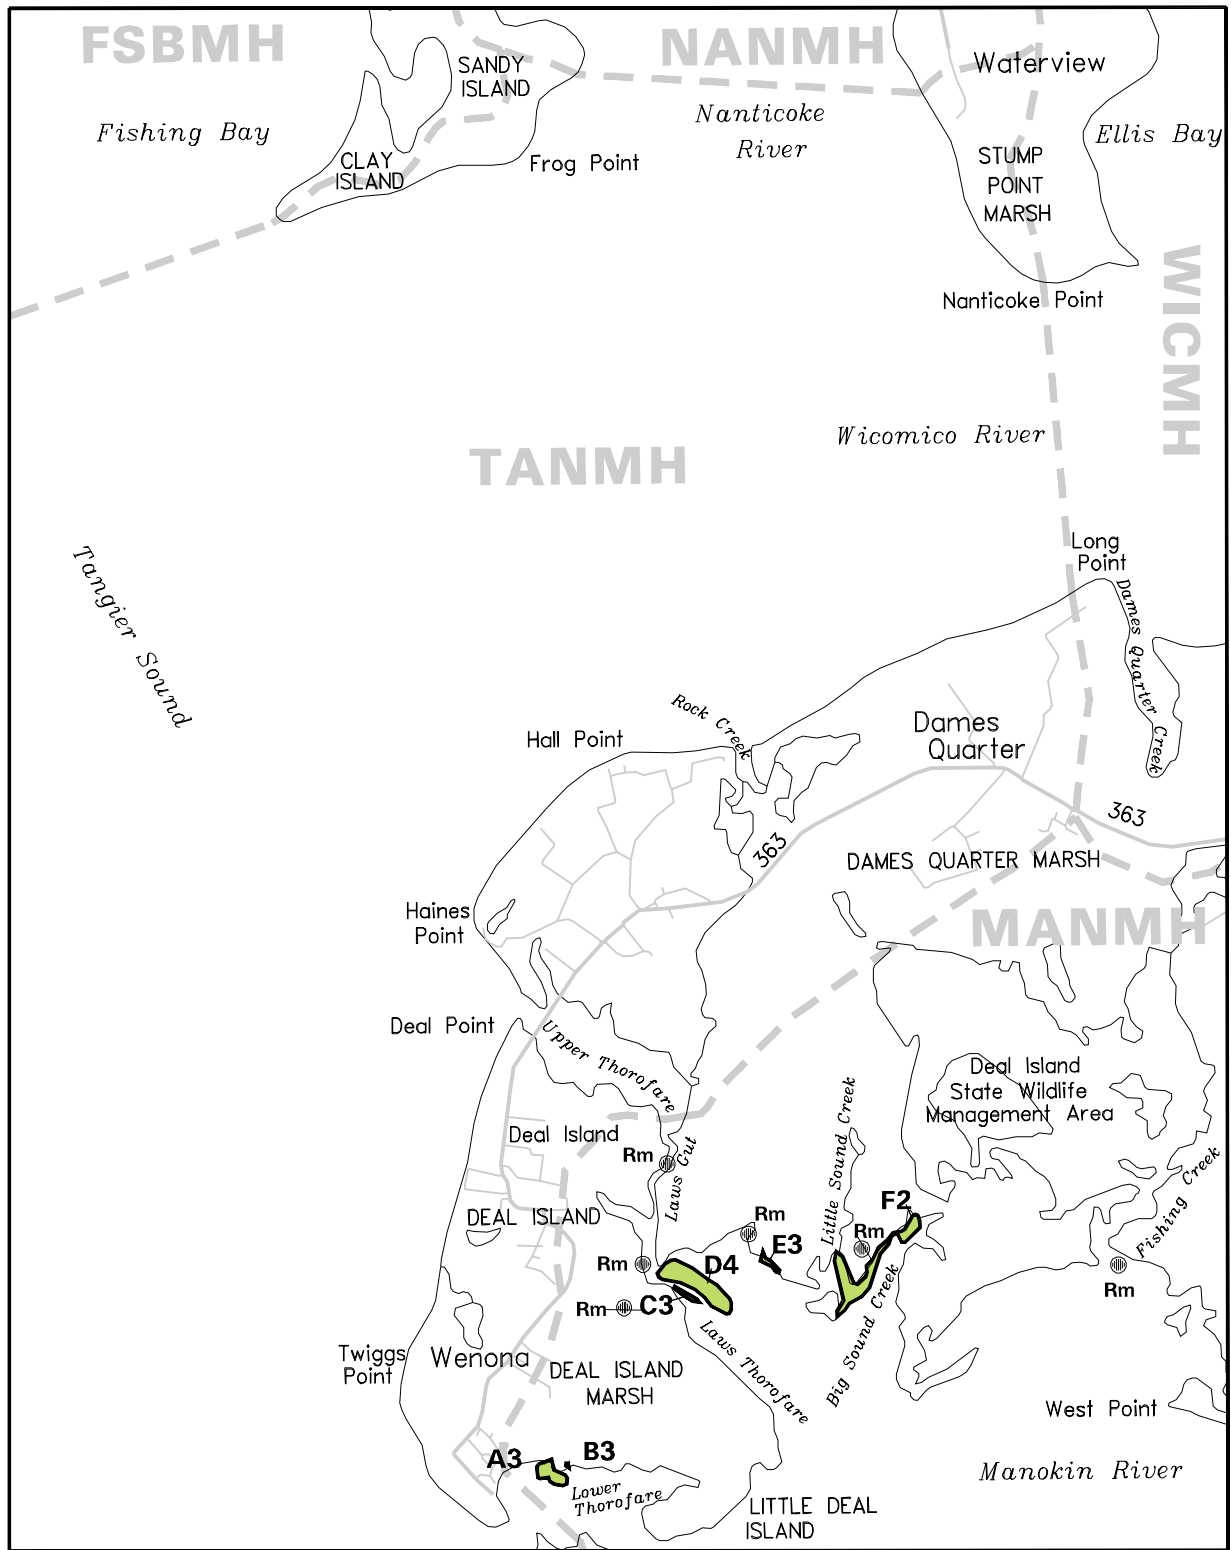 FSBMH
NANMH
SANDY
ISLAND
Waterview
Fishing Bay
Nanticoke
River
Ellis Bay
CLAY
ISLAND
Frog Point
STUMP
POINT
MARSH
Nanticoke Point
WICMH
Wicomico River
TANMH
Long
Point
Tangier Sound
Dames Quarter Creek
Rock Creek
Hall Point
Dames
Quarter
363
363
DAMES QUARTER MARSH
Haines
Point
MANMH
Deal Point
Upper Thorofare
Deal Island
State Wildlife
Management Area
Deal Island
Rm
Laws Gut
Little Sound Creek
Fishing Creek
F2
DEAL ISLAND
Rm
Rm
E3
Rm
D4
Rm
Rm
C3
Big Sound Creek
Laws Thorofare
Twiggs
Point
Wenona
DEAL ISLAND
MARSH
West Point
A3
B3
Manokin River
Lower
Thorofare
LITTLE DEAL
ISLAND